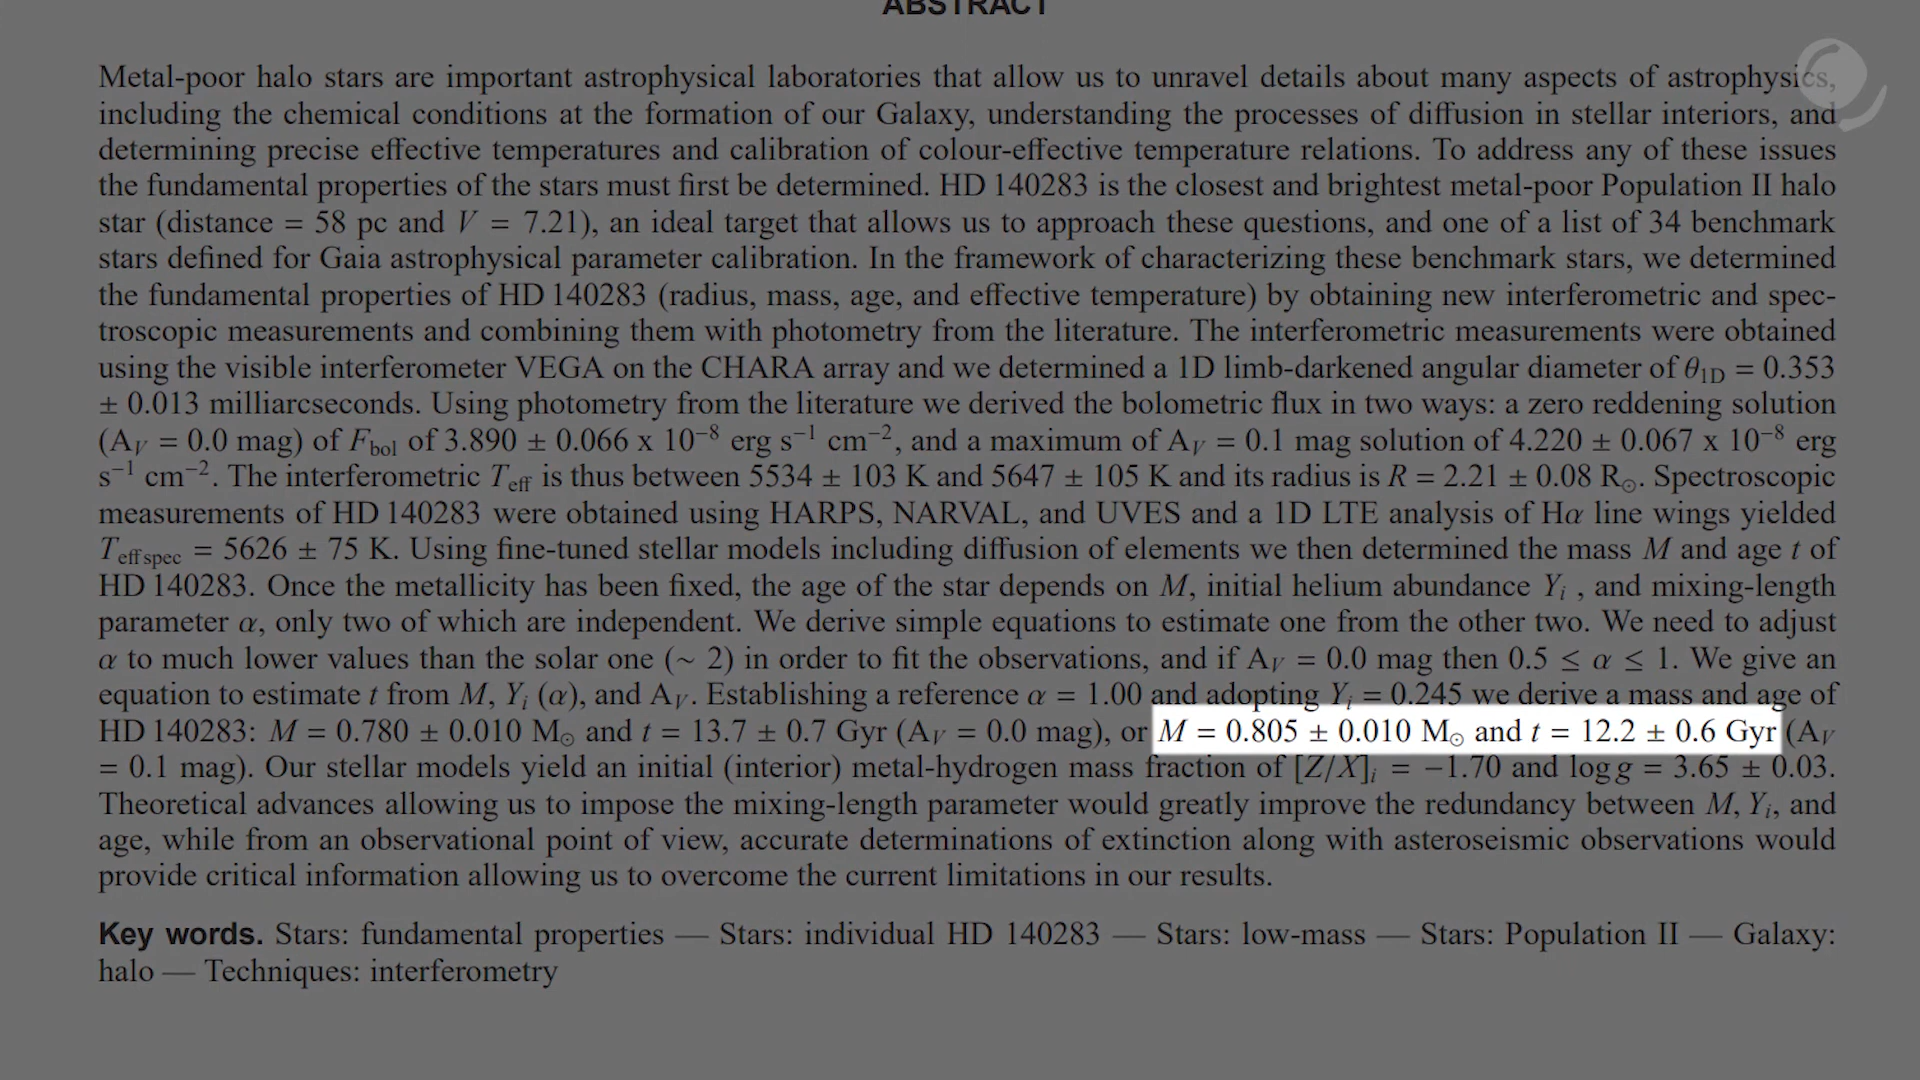 ABSTRACT
Metal-poor halo stars are important astrophysical laboratories that allow us to unravel details about many aspects of astrophysics,
including the chemical conditions at the formation of our Galaxy, understanding the processes of diffusion in stellar interiors, and
determining precise effective temperatures and calibration of colour-effective temperature relations. To address any of these issues
the fundamental properties of the stars must first be determined. HD 140283 is the closest and brightest metal-poor Population II halo
star (distance = 58 pc and V = 7.21), an ideal target that allows us to approach these questions, and one of a list of 34 benchmark
stars defined for Gaia astrophysical parameter calibration. In the framework of characterizing these benchmark stars, we determined
the fundamental properties of HD 140283 (radius, mass, age, and effective temperature) by obtaining new interferometric and spec-
troscopic measurements and combining them with photometry from the literature. The interferometric measurements were obtained
using the visible interferometer VEGA on the CHARA array and we determined a 1D limb-darkened angular diameter of θ₁D = 0.353
± 0.013 milliarcseconds. Using photometry from the literature we derived the bolometric flux in two ways: a zero reddening solution
(A_V = 0.0 mag) of F_bol of 3.890 ± 0.066 x 10⁻⁸ erg s⁻¹ cm⁻², and a maximum of A_V = 0.1 mag solution of 4.220 ± 0.067 x 10⁻⁸ erg
s⁻¹ cm⁻². The interferometric T_eff is thus between 5534 ± 103 K and 5647 ± 105 K and its radius is R = 2.21 ± 0.08 R⊙. Spectroscopic
measurements of HD 140283 were obtained using HARPS, NARVAL, and UVES and a 1D LTE analysis of Hα line wings yielded
T_eff spec = 5626 ± 75 K. Using fine-tuned stellar models including diffusion of elements we then determined the mass M and age t of
HD 140283. Once the metallicity has been fixed, the age of the star depends on M, initial helium abundance Y_i , and mixing-length
parameter α, only two of which are independent. We derive simple equations to estimate one from the other two. We need to adjust
α to much lower values than the solar one (~ 2) in order to fit the observations, and if A_V = 0.0 mag then 0.5 ≤ α ≤ 1. We give an
equation to estimate t from M, Y_i (α), and A_V. Establishing a reference α = 1.00 and adopting Y_i = 0.245 we derive a mass and age of
HD 140283: M = 0.780 ± 0.010 M⊙ and t = 13.7 ± 0.7 Gyr (A_V = 0.0 mag), or M = 0.805 ± 0.010 M⊙ and t = 12.2 ± 0.6 Gyr (A_V
= 0.1 mag). Our stellar models yield an initial (interior) metal-hydrogen mass fraction of [Z/X]_i = −1.70 and log g = 3.65 ± 0.03.
Theoretical advances allowing us to impose the mixing-length parameter would greatly improve the redundancy between M, Y_i, and
age, while from an observational point of view, accurate determinations of extinction along with asteroseismic observations would
provide critical information allowing us to overcome the current limitations in our results.
Key words. Stars: fundamental properties — Stars: individual HD 140283 — Stars: low-mass — Stars: Population II — Galaxy:
halo — Techniques: interferometry